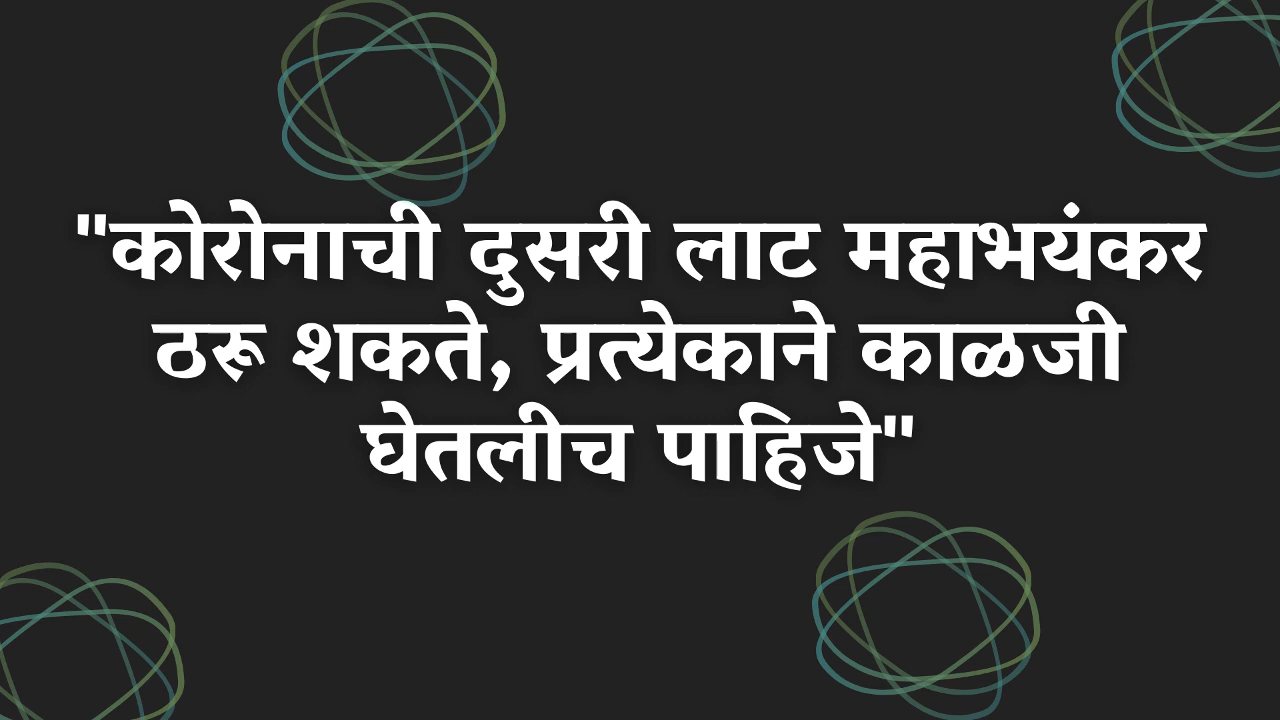 "कोरोनाची दुसरी लाट महाभयंकर
ठरू शकते, प्रत्येकाने काळजी
घेतलीच पाहिजे"